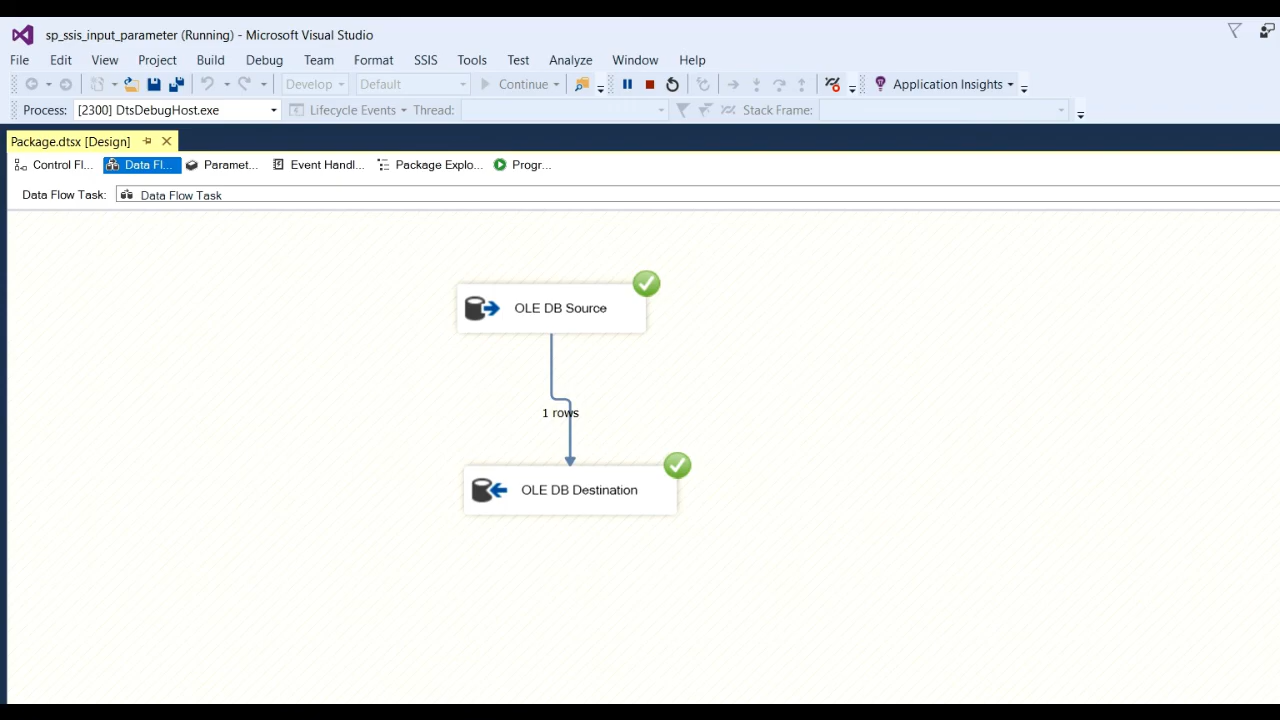 sp_ssis_input_parameter (Running) - Microsoft Visual Studio
File Edit View Project Build Debug Team Format SSIS Tools Test Analyze Window Help
Develop Default Continue Application Insights
Process: [2300] DtsDebugHost.exe Lifecycle Events Thread: Stack Frame:
Package.dtsx [Design]
Control Fl... Data Fl... Paramet... Event Handl... Package Explo... Progr...
Data Flow Task: Data Flow Task
OLE DB Source
1 rows
OLE DB Destination